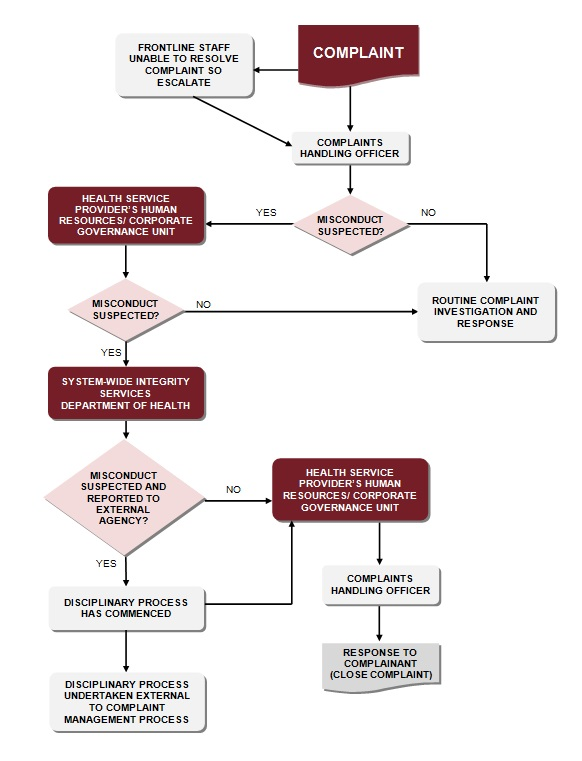 COMPLAINT
FRONTLINE STAFF
UNABLE TO RESOLVE
COMPLAINT SO
ESCALATE
COMPLAINTS
HANDLING OFFICER
MISCONDUCT
SUSPECTED?
YES
NO
HEALTH SERVICE
PROVIDER'S HUMAN
RESOURCES/ CORPORATE
GOVERNANCE UNIT
MISCONDUCT
SUSPECTED?
NO
YES
ROUTINE COMPLAINT
INVESTIGATION AND
RESPONSE
SYSTEM-WIDE INTEGRITY
SERVICES
DEPARTMENT OF HEALTH
MISCONDUCT
SUSPECTED AND
REPORTED TO
EXTERNAL
AGENCY?
NO
YES
HEALTH SERVICE
PROVIDER'S HUMAN
RESOURCES/ CORPORATE
GOVERNANCE UNIT
DISCIPLINARY PROCESS
HAS COMMENCED
COMPLAINTS
HANDLING OFFICER
DISCIPLINARY PROCESS
UNDERTAKEN EXTERNAL
TO COMPLAINT
MANAGEMENT PROCESS
RESPONSE TO
COMPLAINANT
(CLOSE COMPLAINT)